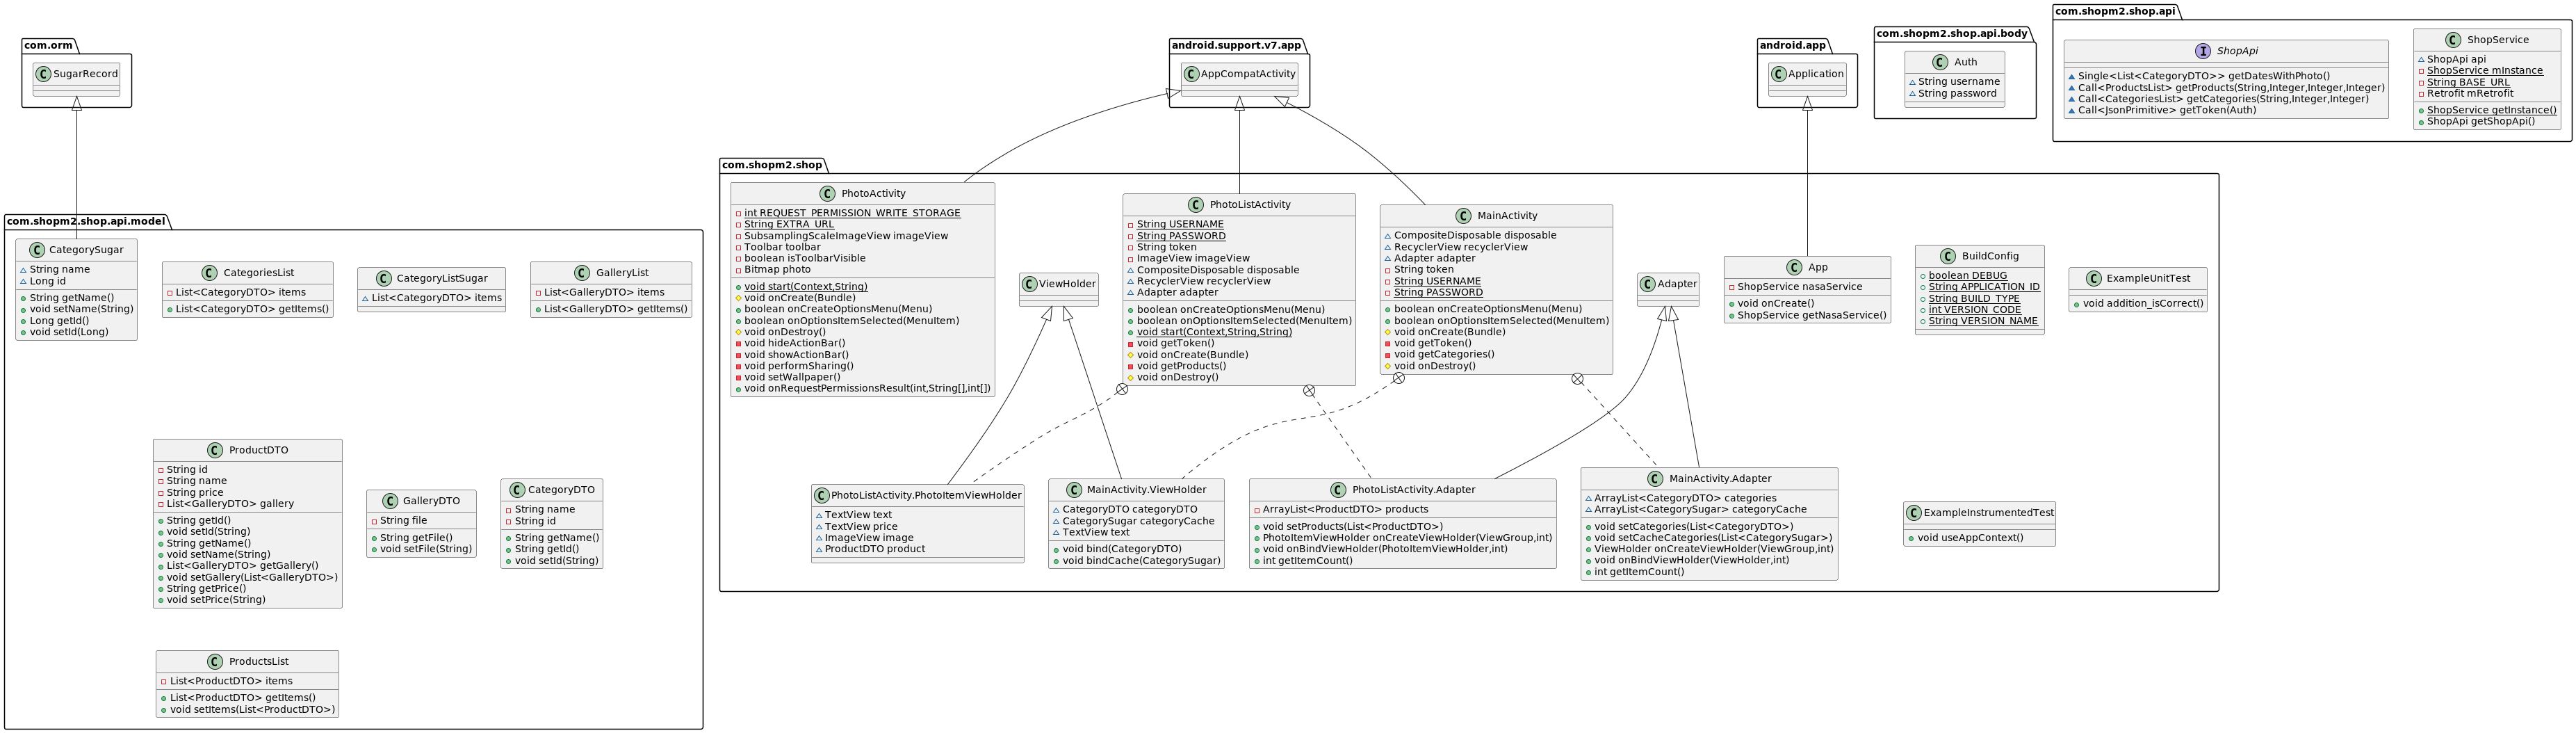 com.orm
C SugarRecord
com.shopm2.shop.api.model
C CategorySugar
String name
Long id
String getName()
void setName(String)
Long getId()
void setId(Long)
C CategoriesList
List<CategoryDTO> items
List<CategoryDTO> getItems()
C CategoryListSugar
List<CategoryDTO> items
C GalleryList
List<GalleryDTO> items
List<GalleryDTO> getItems()
C ProductDTO
String id
String name
String price
List<GalleryDTO> gallery
String getId()
void setId(String)
String getName()
void setName(String)
List<GalleryDTO> getGallery()
void setGallery(List<GalleryDTO>)
String getPrice()
void setPrice(String)
C GalleryDTO
String file
String getFile()
void setFile(String)
C CategoryDTO
String name
String id
String getName()
String getId()
void setId(String)
C ProductsList
List<ProductDTO> items
List<ProductDTO> getItems()
void setItems(List<ProductDTO>)
android.support.v7.app
C AppCompatActivity
com.shopm2.shop
C PhotoActivity
int REQUEST_PERMISSION_WRITE_STORAGE
String EXTRA_URL
SubsamplingScaleImageView imageView
Toolbar toolbar
boolean isToolbarVisible
Bitmap photo
void start(Context,String)
void onCreate(Bundle)
boolean onCreateOptionsMenu(Menu)
boolean onOptionsItemSelected(MenuItem)
void onDestroy()
void hideActionBar()
void showActionBar()
void performSharing()
void setWallpaper()
void onRequestPermissionsResult(int,String[],int[])
C ViewHolder
C PhotoListActivity
String USERNAME
String PASSWORD
String token
ImageView imageView
CompositeDisposable disposable
RecyclerView recyclerView
Adapter adapter
boolean onCreateOptionsMenu(Menu)
boolean onOptionsItemSelected(MenuItem)
void start(Context,String,String)
void getToken()
void onCreate(Bundle)
void getProducts()
void onDestroy()
C MainActivity
CompositeDisposable disposable
RecyclerView recyclerView
Adapter adapter
String token
String USERNAME
String PASSWORD
boolean onCreateOptionsMenu(Menu)
boolean onOptionsItemSelected(MenuItem)
void onCreate(Bundle)
void getToken()
void getCategories()
void onDestroy()
C Adapter
C App
ShopService nasaService
void onCreate()
ShopService getNasaService()
C BuildConfig
boolean DEBUG
String APPLICATION_ID
String BUILD_TYPE
int VERSION_CODE
String VERSION_NAME
C ExampleUnitTest
void addition_isCorrect()
C PhotoListActivity.PhotoItemViewHolder
TextView text
TextView price
ImageView image
ProductDTO product
C MainActivity.ViewHolder
CategoryDTO categoryDTO
CategorySugar categoryCache
TextView text
void bind(CategoryDTO)
void bindCache(CategorySugar)
C PhotoListActivity.Adapter
ArrayList<ProductDTO> products
void setProducts(List<ProductDTO>)
PhotoItemViewHolder onCreateViewHolder(ViewGroup,int)
void onBindViewHolder(PhotoItemViewHolder,int)
int getItemCount()
C MainActivity.Adapter
ArrayList<CategoryDTO> categories
ArrayList<CategorySugar> categoryCache
void setCategories(List<CategoryDTO>)
void setCacheCategories(List<CategorySugar>)
ViewHolder onCreateViewHolder(ViewGroup,int)
void onBindViewHolder(ViewHolder,int)
int getItemCount()
C ExampleInstrumentedTest
void useAppContext()
android.app
C Application
com.shopm2.shop.api.body
C Auth
String username
String password
com.shopm2.shop.api
I ShopApi
Single<List<CategoryDTO>> getDatesWithPhoto()
Call<ProductsList> getProducts(String,Integer,Integer,Integer)
Call<CategoriesList> getCategories(String,Integer,Integer)
Call<JsonPrimitive> getToken(Auth)
C ShopService
ShopApi api
ShopService mInstance
String BASE_URL
Retrofit mRetrofit
ShopService getInstance()
ShopApi getShopApi()